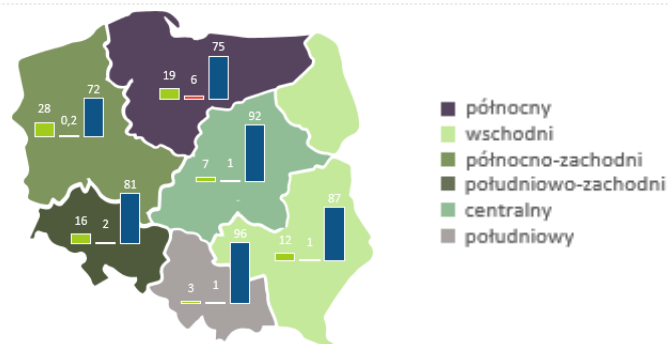 19 6 75
28 0,2 72
7 1 92
16 2 81
12 1 87
3 1 96
północny
wschodni
północno-zachodni
południowo-zachodni
centralny
południowy